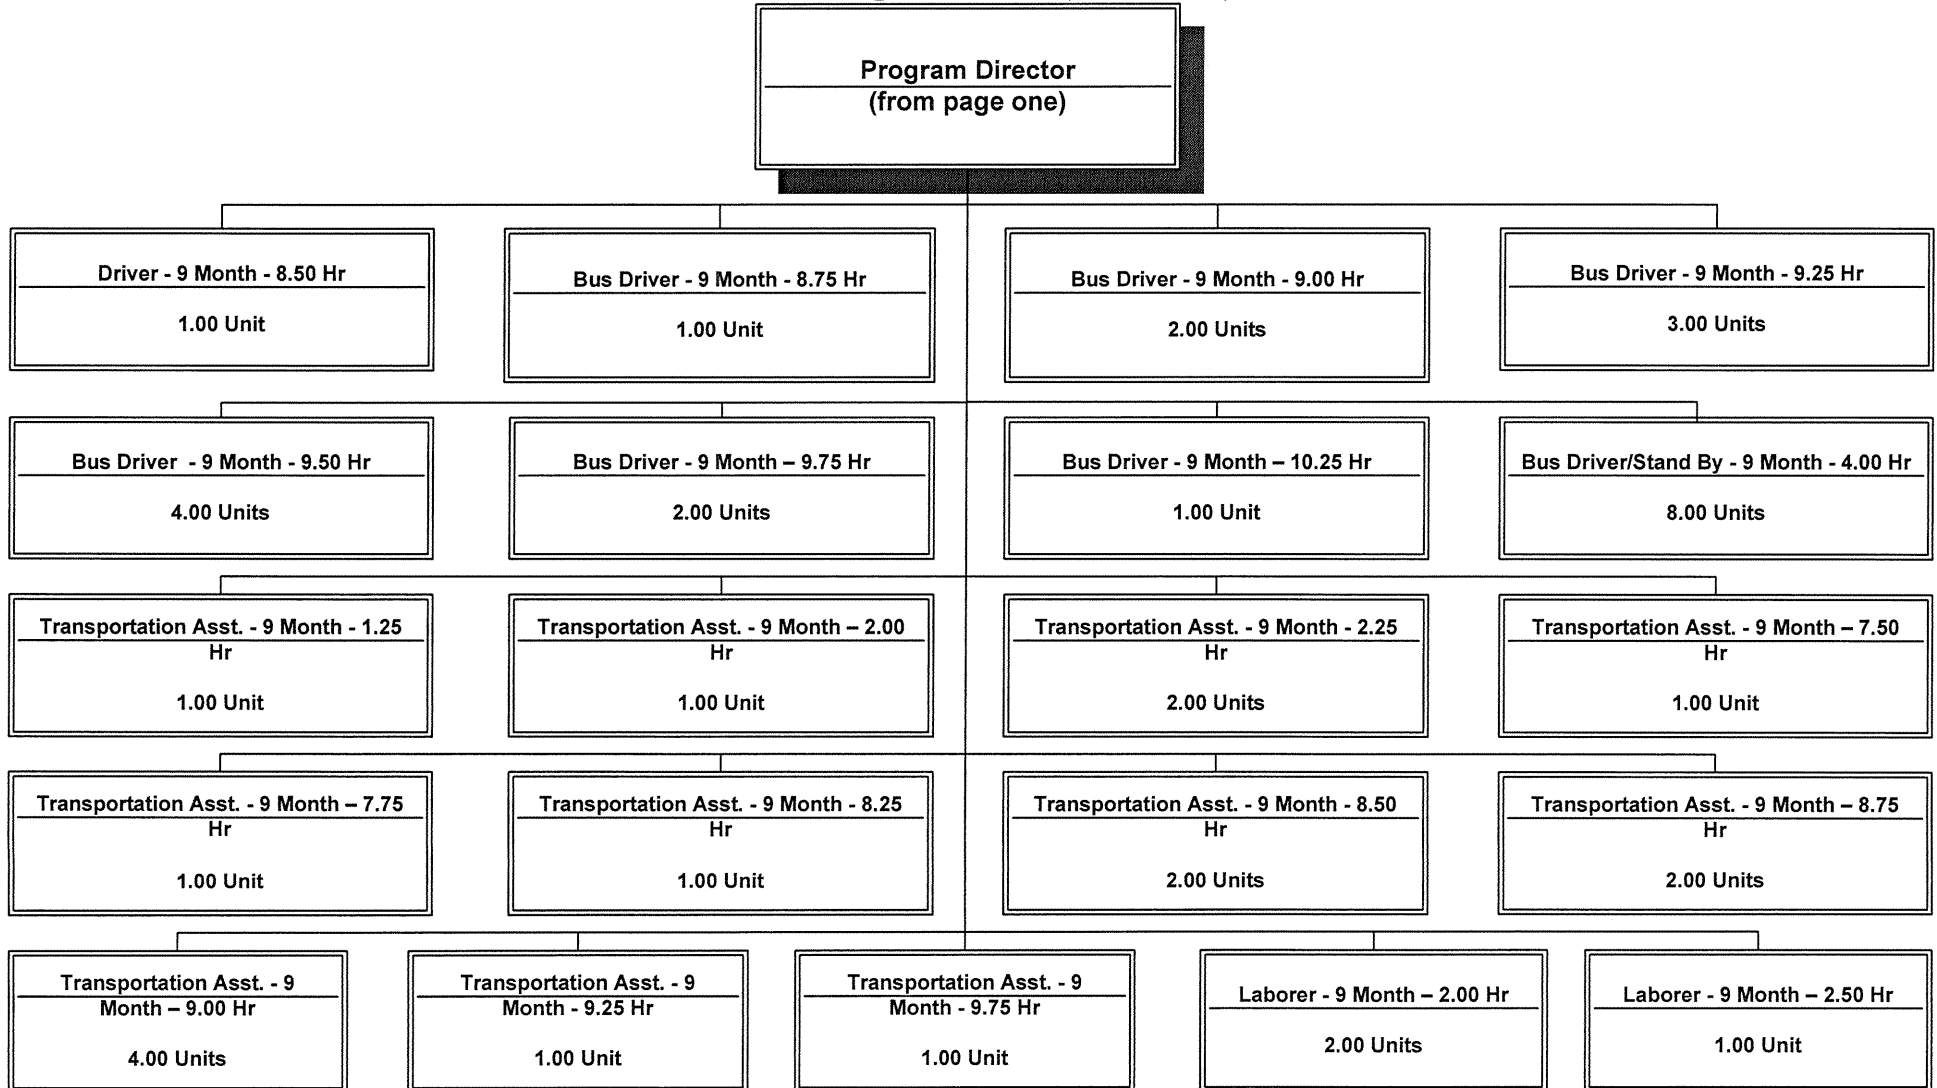 Program Director
(from page one)
Driver - 9 Month - 8.50 Hr
1.00 Unit
Bus Driver - 9 Month - 8.75 Hr
1.00 Unit
Bus Driver - 9 Month - 9.00 Hr
2.00 Units
Bus Driver - 9 Month - 9.25 Hr
3.00 Units
Bus Driver - 9 Month - 9.50 Hr
4.00 Units
Bus Driver - 9 Month – 9.75 Hr
2.00 Units
Bus Driver - 9 Month – 10.25 Hr
1.00 Unit
Bus Driver/Stand By - 9 Month - 4.00 Hr
8.00 Units
Transportation Asst. - 9 Month - 1.25
Hr
1.00 Unit
Transportation Asst. - 9 Month – 2.00
Hr
1.00 Unit
Transportation Asst. - 9 Month - 2.25
Hr
2.00 Units
Transportation Asst. - 9 Month – 7.50
Hr
1.00 Unit
Transportation Asst. - 9 Month – 7.75
Hr
1.00 Unit
Transportation Asst. - 9 Month - 8.25
Hr
1.00 Unit
Transportation Asst. - 9 Month - 8.50
Hr
2.00 Units
Transportation Asst. - 9 Month – 8.75
Hr
2.00 Units
Transportation Asst. - 9
Month – 9.00 Hr
4.00 Units
Transportation Asst. - 9
Month - 9.25 Hr
1.00 Unit
Transportation Asst. - 9
Month - 9.75 Hr
1.00 Unit
Laborer - 9 Month – 2.00 Hr
2.00 Units
Laborer - 9 Month – 2.50 Hr
1.00 Unit